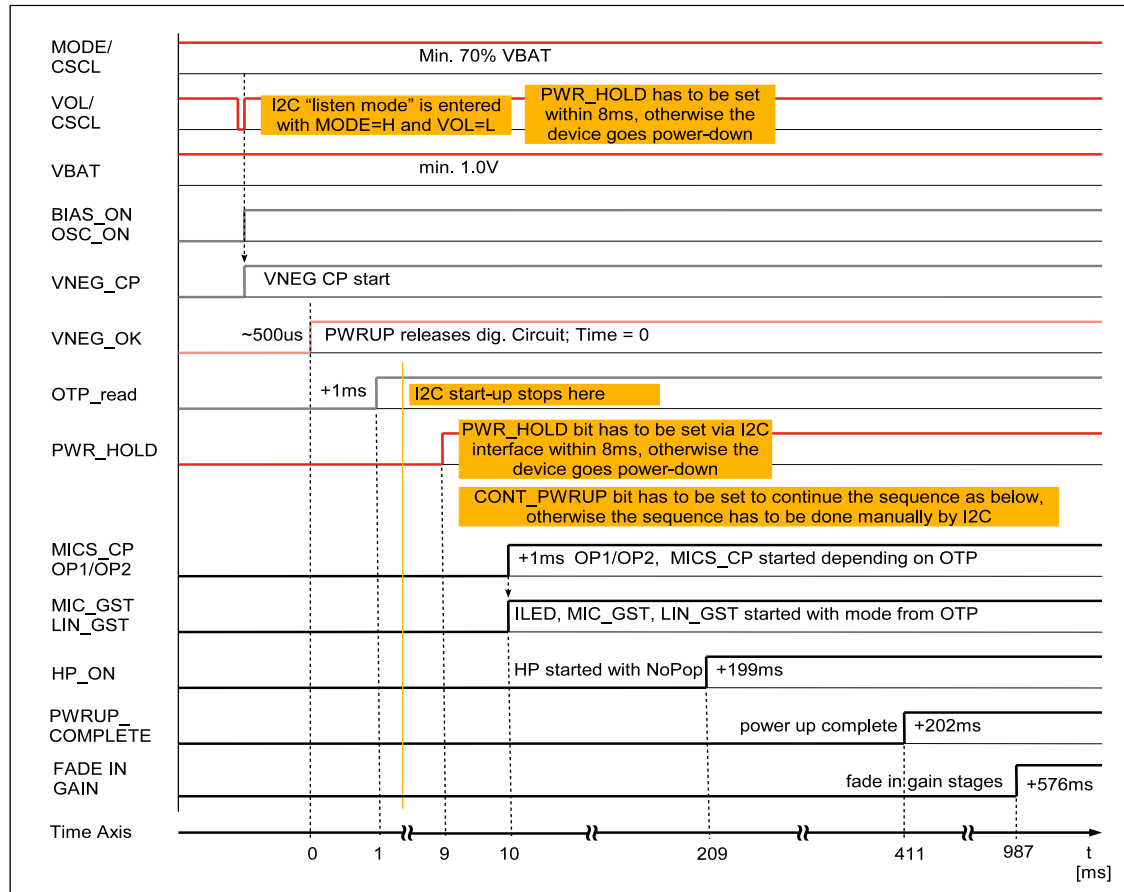 MODE/
CSCL
Min. 70% VBAT
VOL/
CSCL
I2C “listen mode” is entered
with MODE=H and VOL=L
PWR_HOLD has to be set
within 8ms, otherwise the
device goes power-down
VBAT
min. 1.0V
BIAS_ON
OSC_ON
VNEG_CP
VNEG CP start
VNEG_OK
~500us
PWRUP releases dig. Circuit; Time = 0
OTP_read
+1ms
I2C start-up stops here
PWR_HOLD
PWR_HOLD bit has to be set via I2C
interface within 8ms, otherwise the
device goes power-down
CONT_PWRUP bit has to be set to continue the sequence as below,
otherwise the sequence has to be done manually by I2C
MICS_CP
OP1/OP2
+1ms OP1/OP2, MICS_CP started depending on OTP
MIC_GST
LIN_GST
ILED, MIC_GST, LIN_GST started with mode from OTP
HP_ON
HP started with NoPop
+199ms
PWRUP_
COMPLETE
power up complete
+202ms
FADE IN
GAIN
fade in gain stages
+576ms
Time Axis
0 1 9 10 209 411 987 t
[ms]